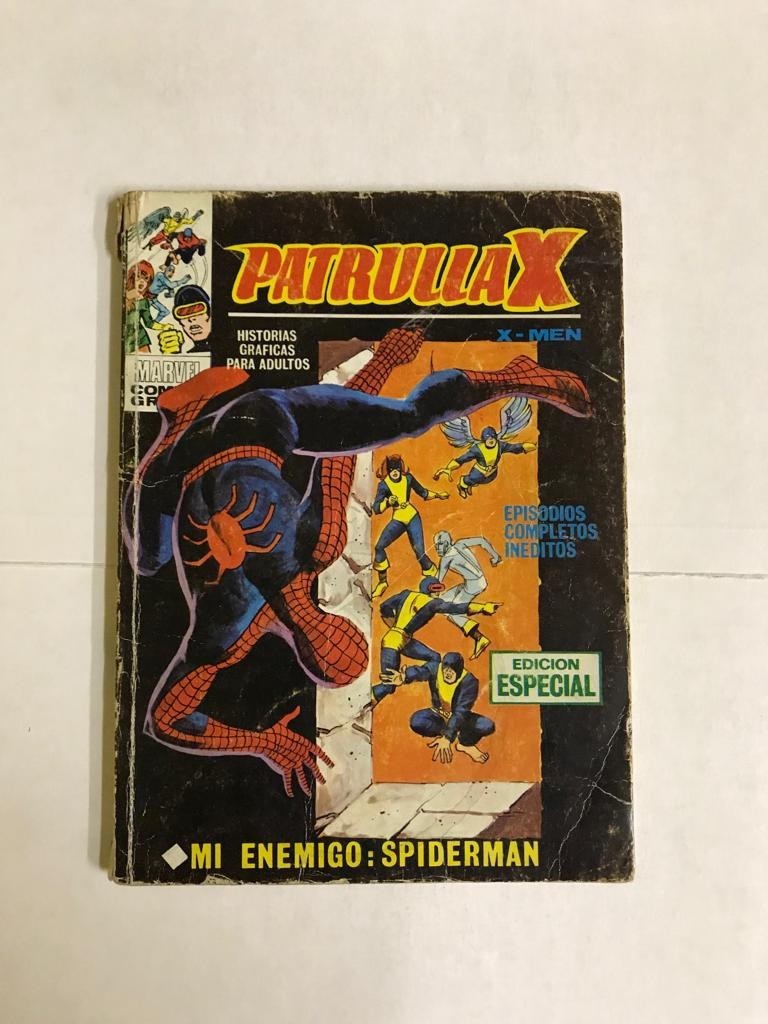 PATRULLA X
X-MEN
HISTORIAS
GRAFICAS
PARA ADULTOS
MARVEL
EPISODIOS
COMPLETOS
INEDITOS
EDICION
ESPECIAL
MI ENEMIGO: SPIDERMAN